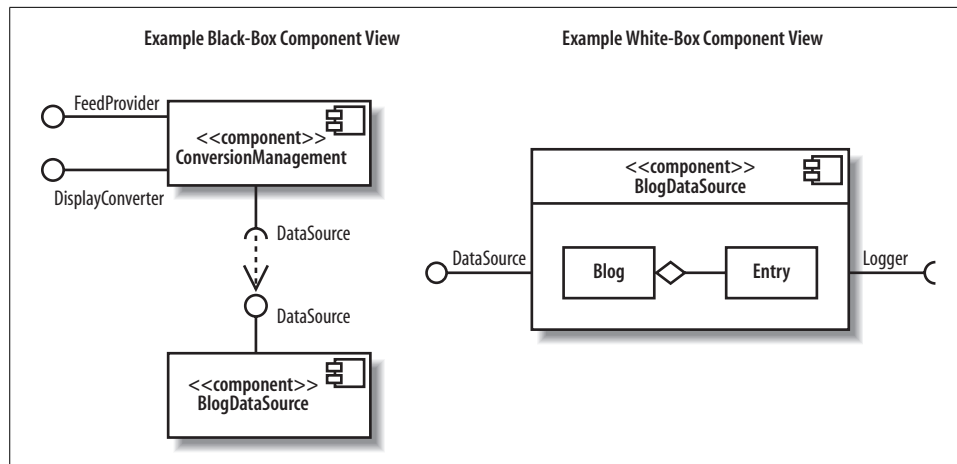 Example Black-Box Component View
FeedProvider
<<component>>
ConversionManagement
DisplayConverter
DataSource
DataSource
<<component>>
BlogDataSource
Example White-Box Component View
<<component>>
BlogDataSource
DataSource
Blog
Entry
Logger